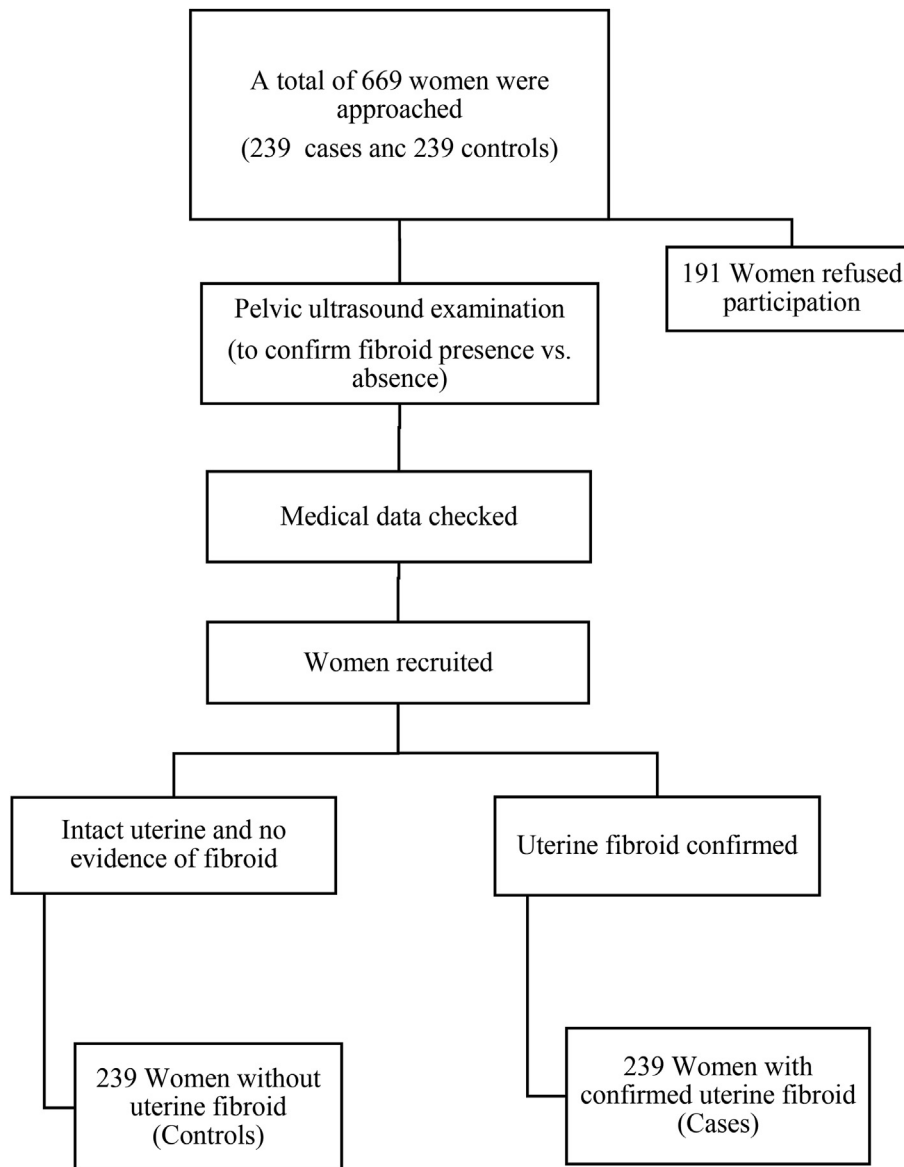 A total of 669 women were
approached
(239 cases anc 239 controls)
191 Women refused
participation
Pelvic ultrasound examination
(to confirm fibroid presence vs.
absence)
Medical data checked
Women recruited
Intact uterine and no
evidence of fibroid
Uterine fibroid confirmed
239 Women without
uterine fibroid
(Controls)
239 Women with
confirmed uterine fibroid
(Cases)